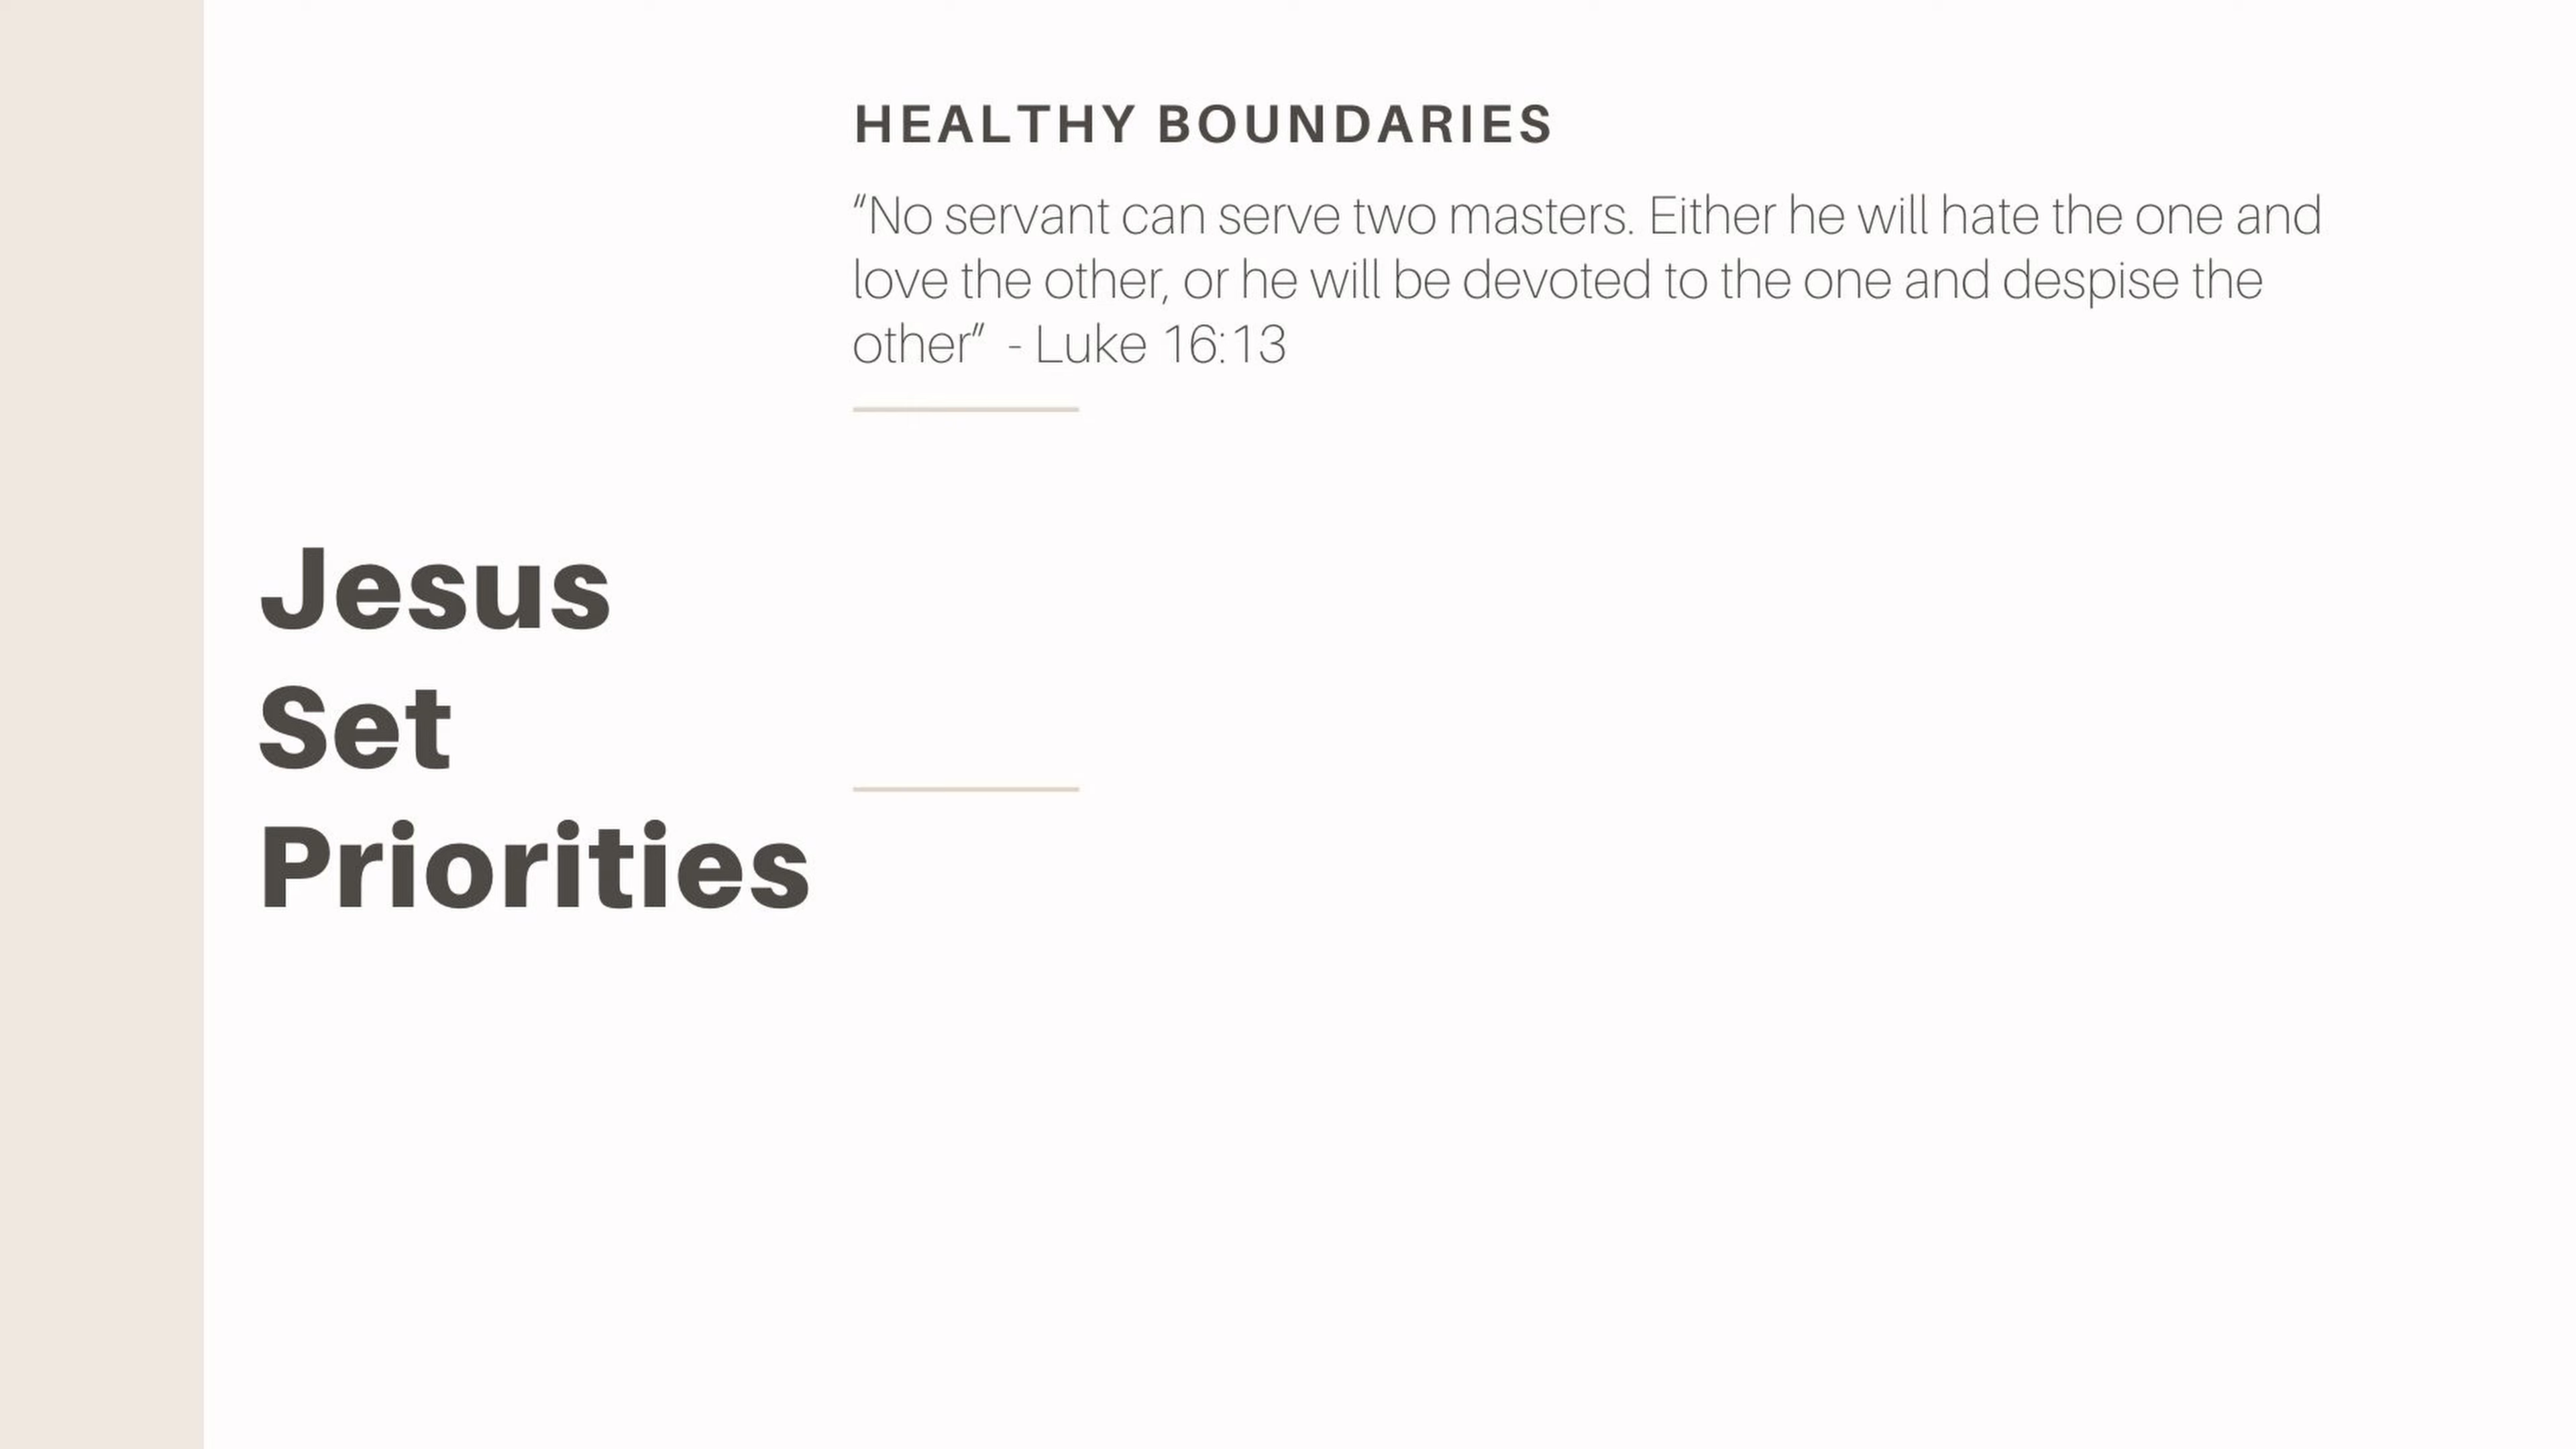 HEALTHY BOUNDARIES
“No servant can serve two masters. Either he will hate the one and
love the other, or he will be devoted to the one and despise the
other”  - Luke 16:13
Jesus
Set
Priorities